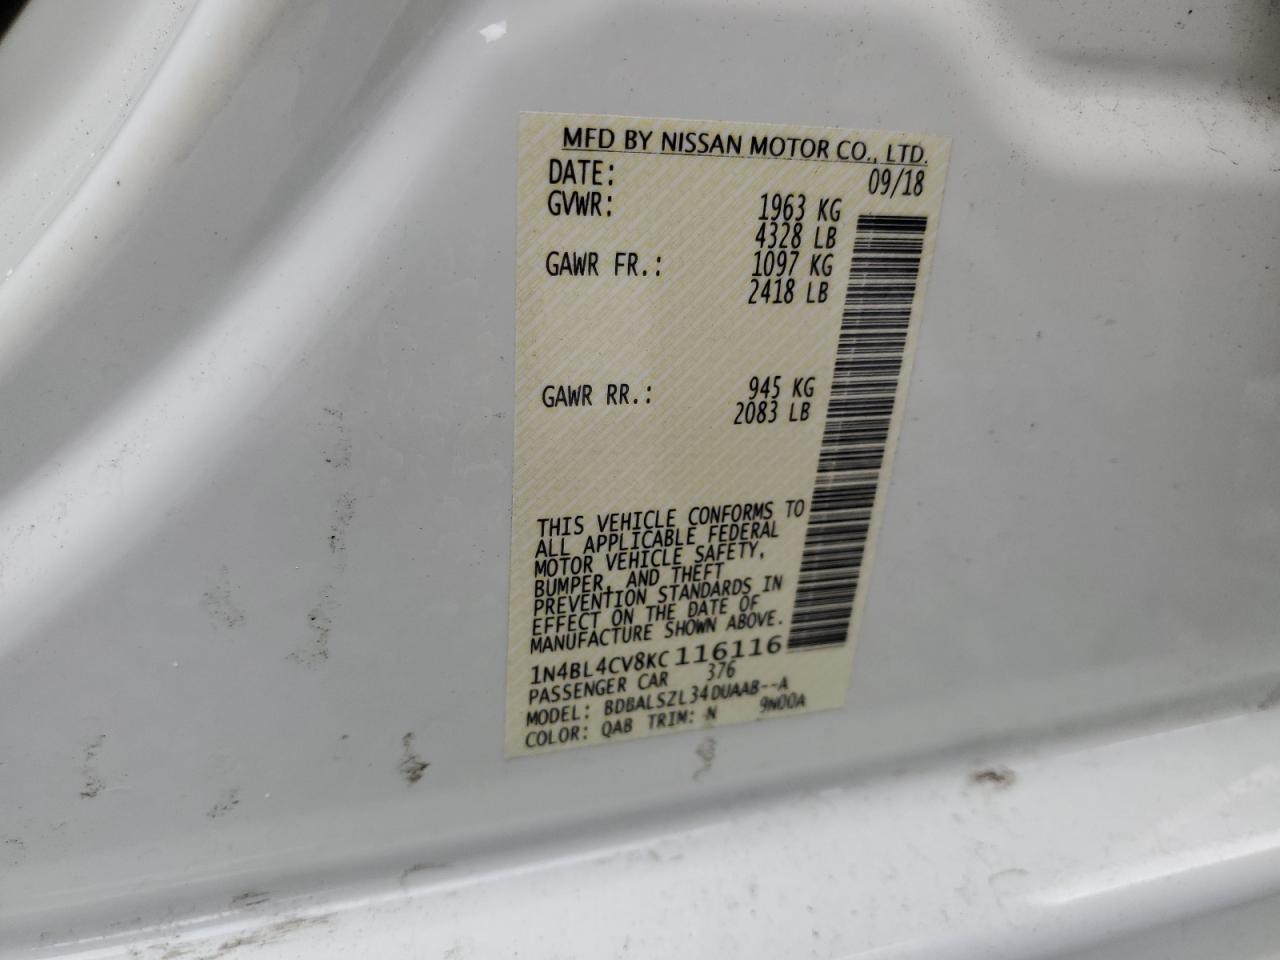 MFD BY NISSAN MOTOR CO., LTD.
DATE: 09/18
GVWR: 1963 KG
4328 LB
GAWR FR.: 1097 KG
2418 LB
GAWR RR.: 945 KG
2083 LB
THIS VEHICLE CONFORMS TO
ALL APPLICABLE FEDERAL
MOTOR VEHICLE SAFETY,
BUMPER, AND THEFT
PREVENTION STANDARDS IN
EFFECT ON THE DATE OF
MANUFACTURE SHOWN ABOVE.
1N4BL4CV8KC116116
PASSENGER CAR 376
MODEL: BDBALSZL34DUAAB--A
COLOR: QAB TRIM: N 9N00A